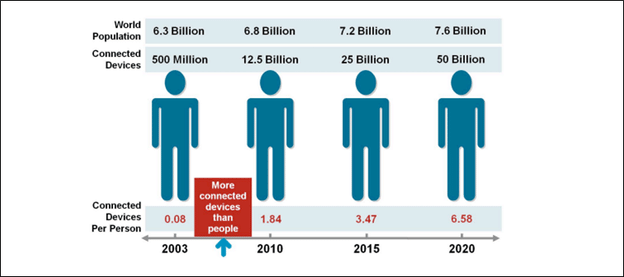 World Population 6.3 Billion 6.8 Billion 7.2 Billion 7.6 Billion
Connected Devices 500 Million 12.5 Billion 25 Billion 50 Billion
More
connected
devices
than
people
Connected Devices Per Person 0.08 1.84 3.47 6.58
2003 2010 2015 2020